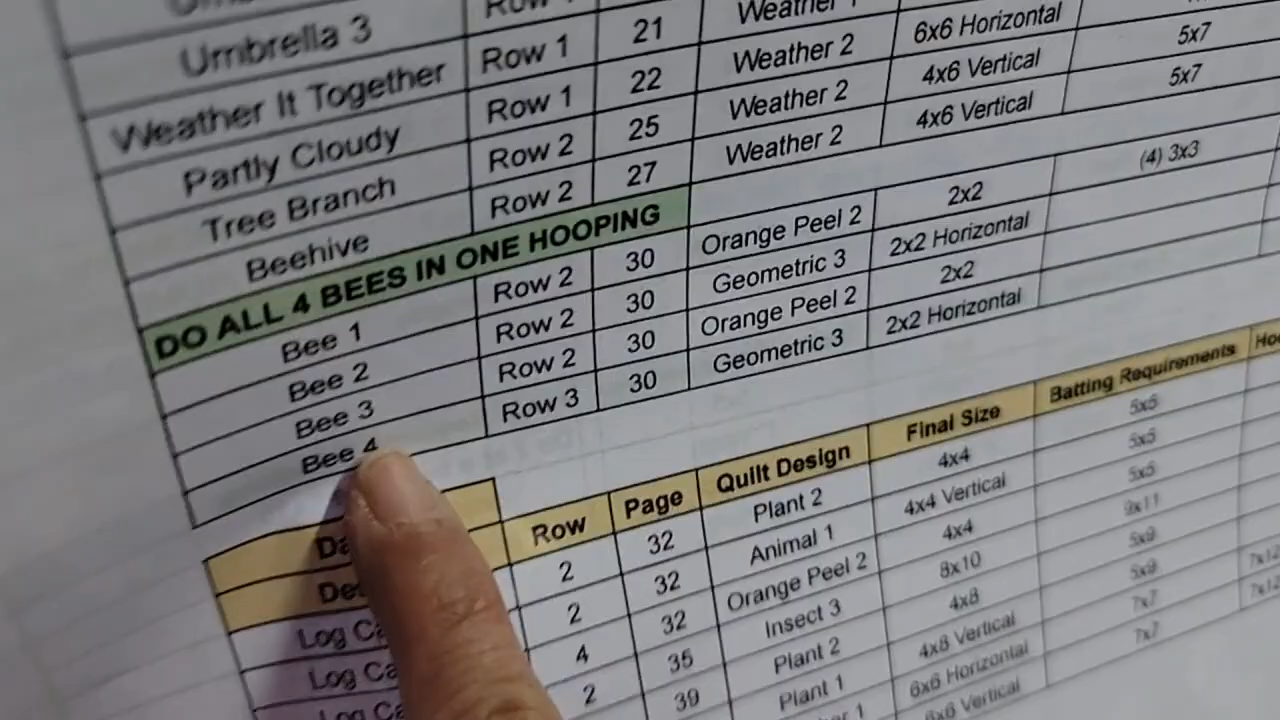 Row 1
Umbrella 3 Row 1 21 Weather 2 6x6 Horizontal 5x7
Weather It Together Row 1 22 Weather 2 4x6 Vertical 5x7
Partly Cloudy Row 2 25 Weather 2 4x6 Vertical
Tree Branch Row 2 27
Beehive
DO ALL 4 BEES IN ONE HOOPING
Bee 1 Row 2 30 Orange Peel 2 2x2 (4) 3x3
Bee 2 Row 2 30 Geometric 3 2x2 Horizontal
Bee 3 Row 2 30 Orange Peel 2 2x2
Bee 4 Row 3 30 Geometric 3 2x2 Horizontal
Row Page Quilt Design Final Size Batting Requirements
2 32 Plant 2 4x4 5x5
2 32 Animal 1 4x4 Vertical 5x5
4 32 Orange Peel 2 4x4 5x5
2 35 Insect 3 8x10 9x11
39 Plant 2 4x8 5x9
Plant 1 4x8 Vertical 5x9
6x6 Horizontal 7x7
6x6 Vertical 7x7
Log
Log